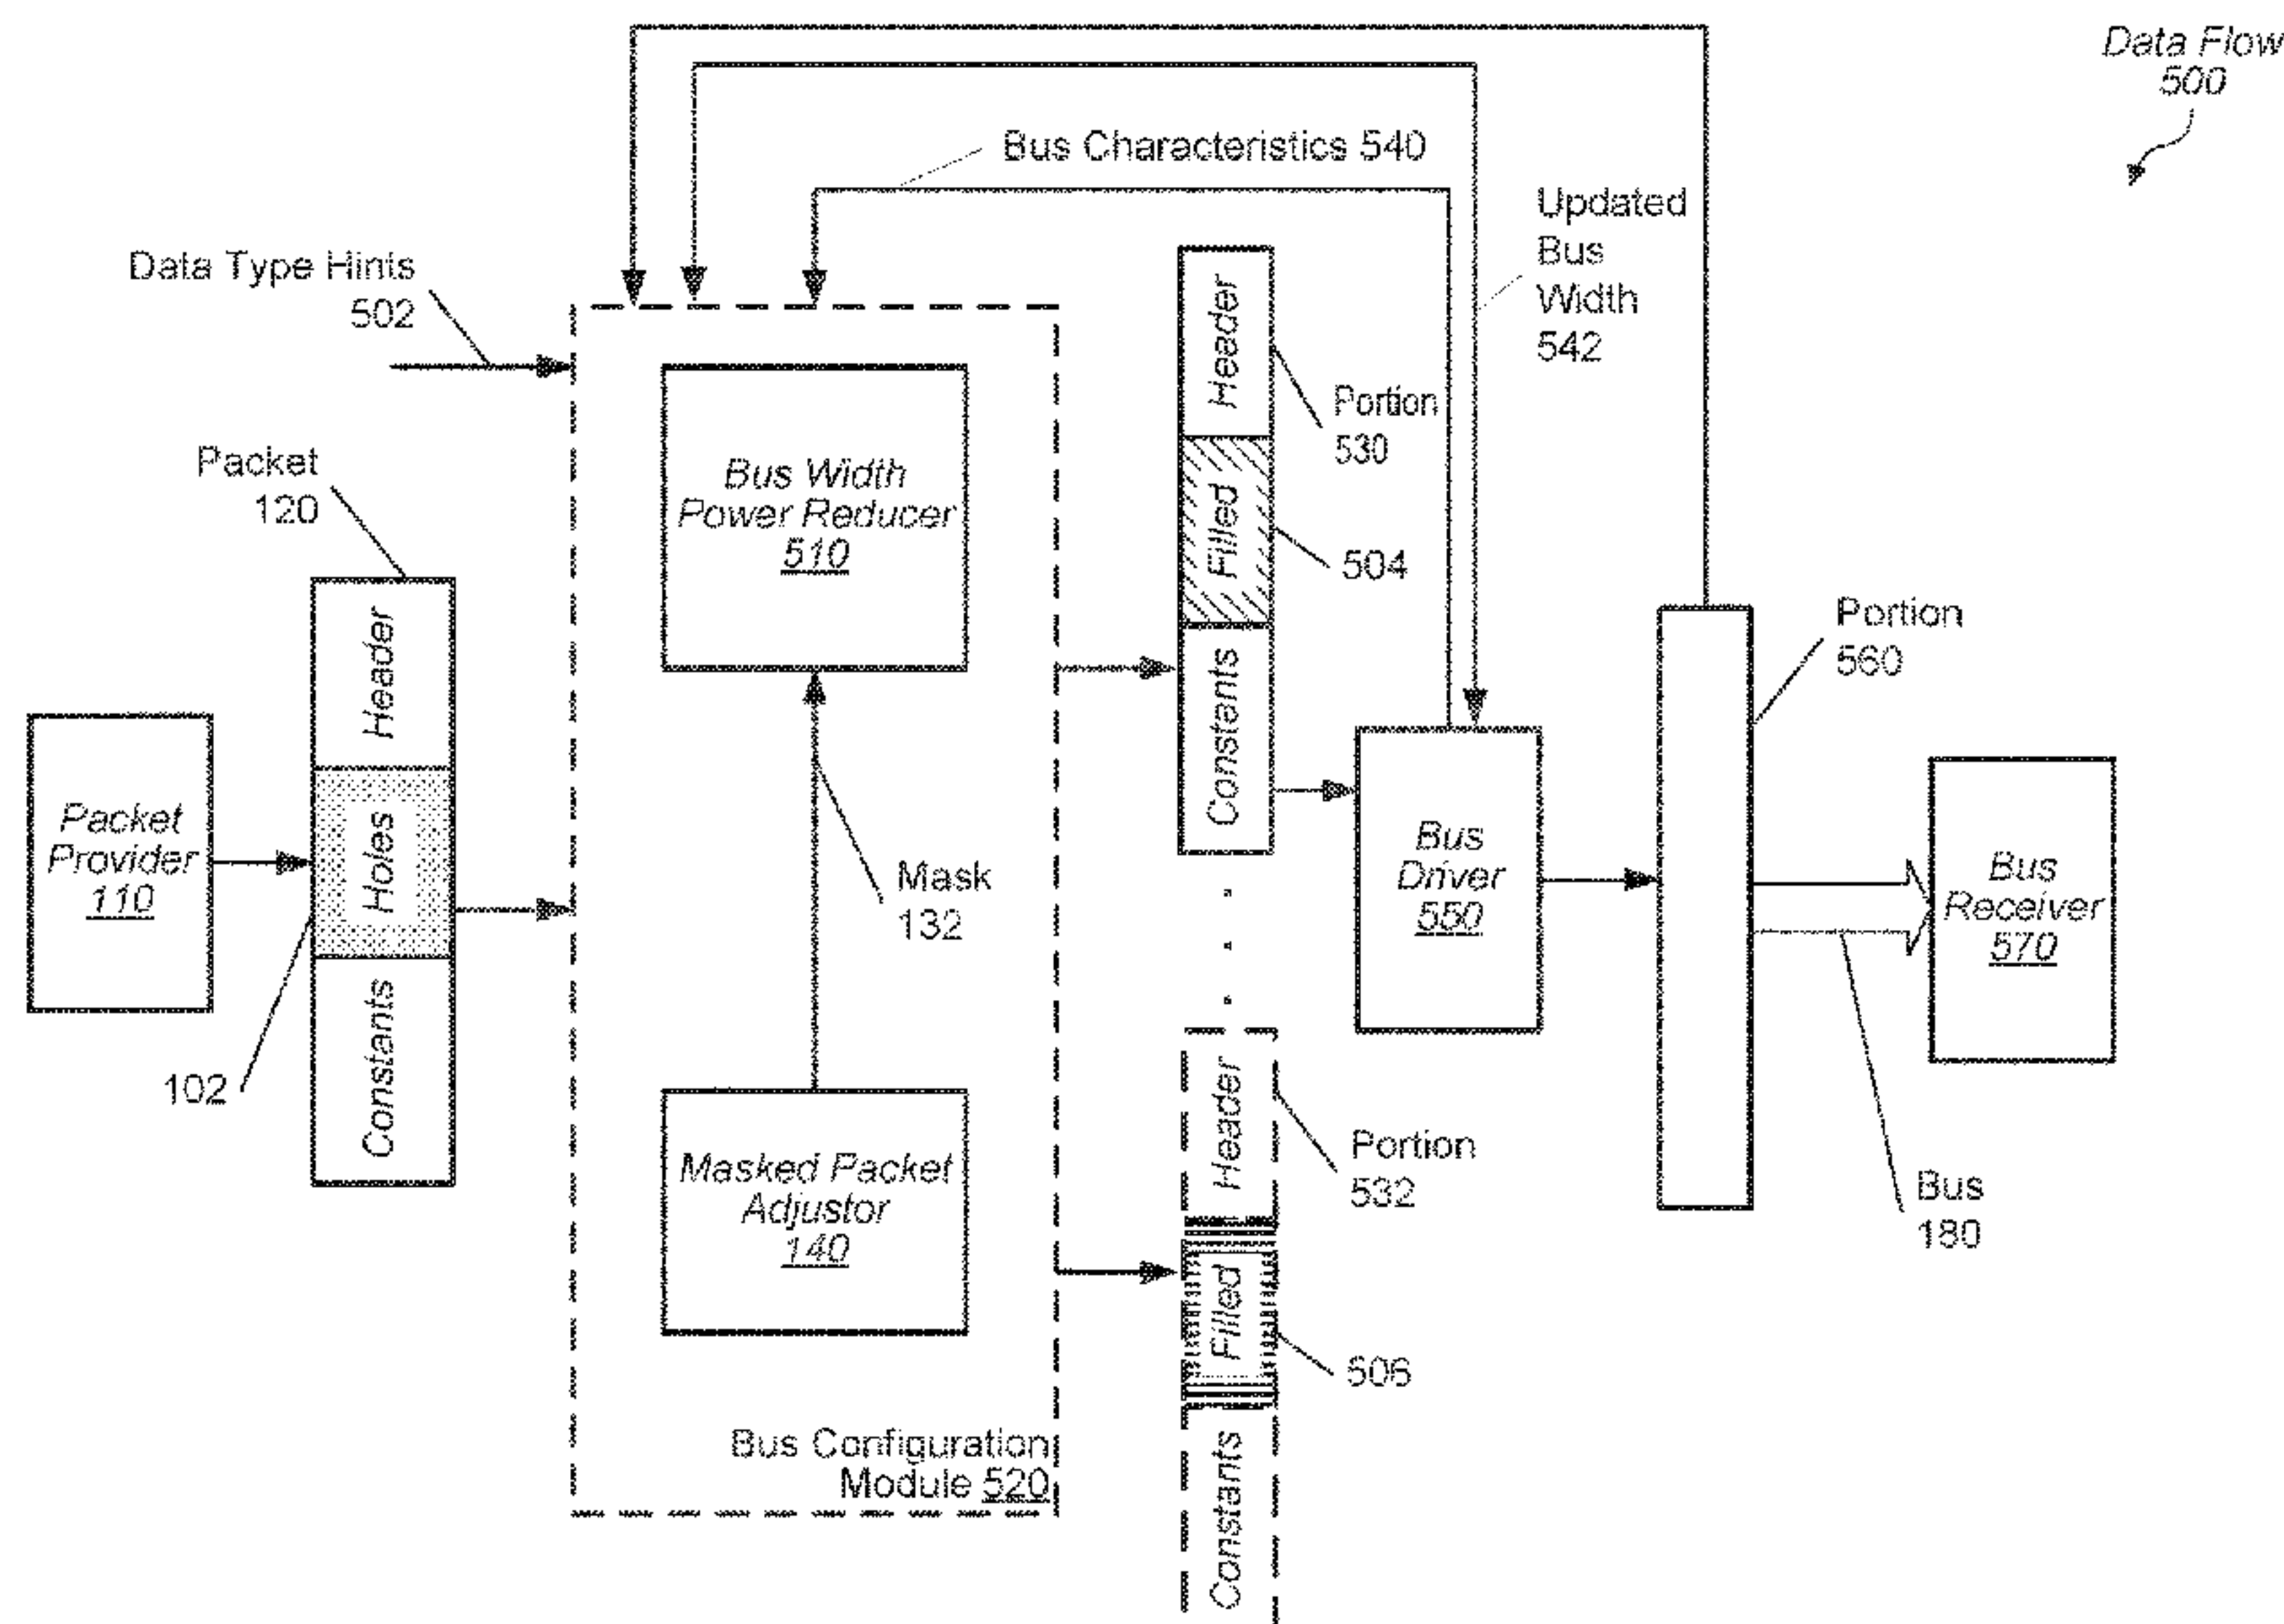 Data Flow
500
Bus Characteristics 540
Updated
Bus
Width
542
Data Type Hints
502
Header
Portion
530
Bus Width
Power Reducer
510
Filled
504
Packet
120
Header
Constants
Portion
560
Packet
Provider
110
Holes
102
Constants
Mask
132
Bus
Driver
550
Bus
Receiver
570
Bus
180
Header
Portion
532
Masked Packet
Adjustor
140
Filled
506
Bus Configuration
Module 520
Constants